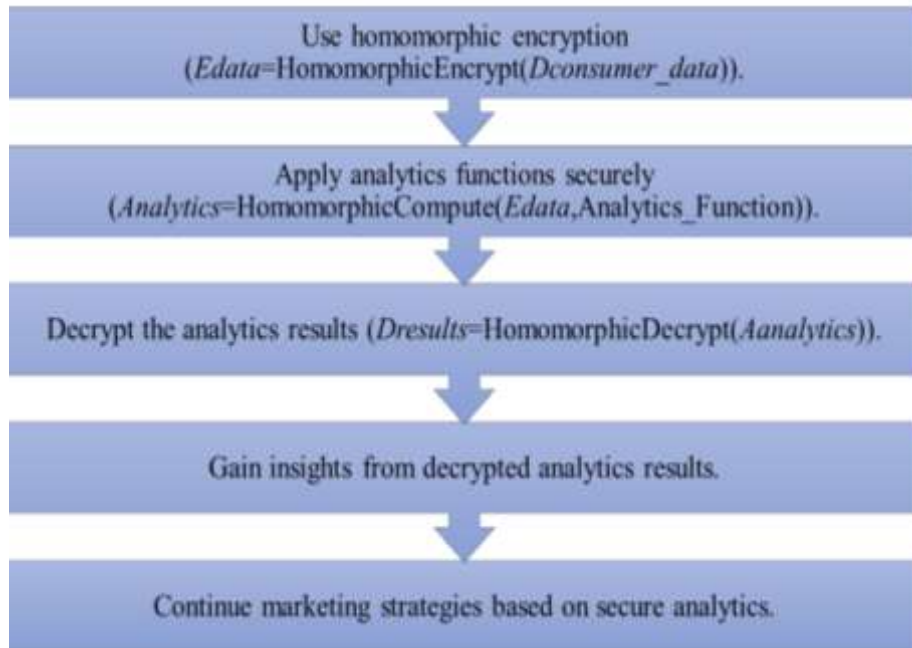 Use homomorphic encryption
(Edata=HomomorphicEncrypt(Dconsumer_data)).
Apply analytics functions securely
(Analytics=HomomorphicCompute(Edata,Analytics_Function)).
Decrypt the analytics results (Dresults=HomomorphicDecrypt(Aanalytics)).
Gain insights from decrypted analytics results.
Continue marketing strategies based on secure analytics.